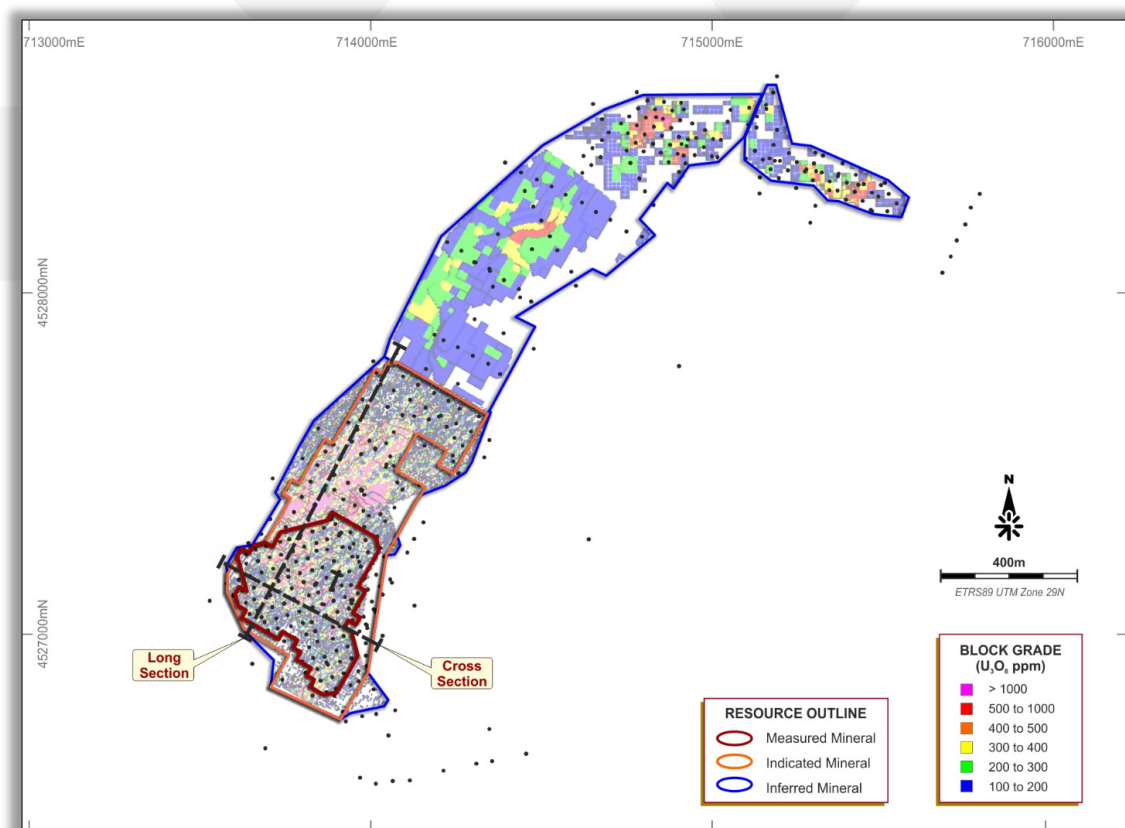 713000mE
714000mE
715000mE
716000mE
4528000mN
4527000mN
Long
Section
Cross
Section
N
400m
ETRS89 UTM Zone 29N
RESOURCE OUTLINE
Measured Mineral
Indicated Mineral
Inferred Mineral
BLOCK GRADE
(U₃O₈ ppm)
> 1000
500 to 1000
400 to 500
300 to 400
200 to 300
100 to 200